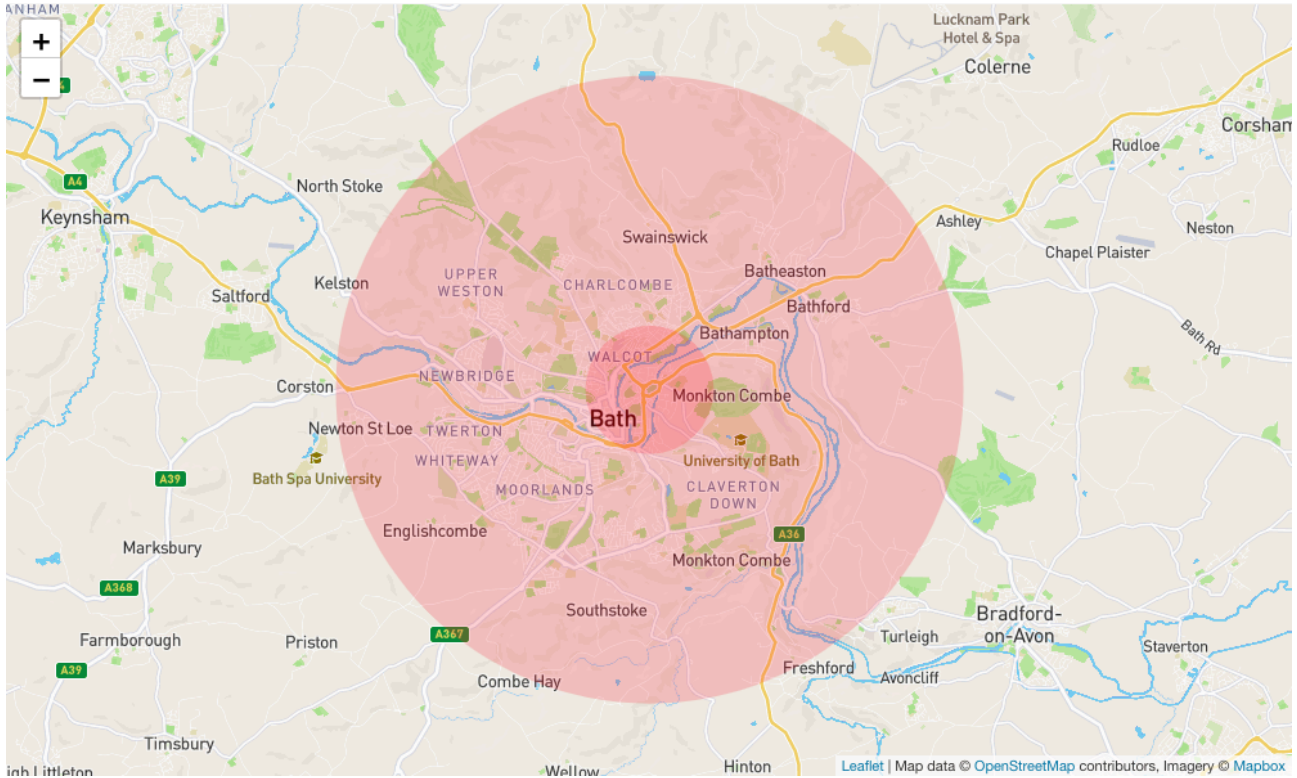 ANHAM
+
−
Lucknam Park
Hotel & Spa
Colerne
Corsham
Rudloe
A4
North Stoke
Keynsham
Ashley
Neston
Swainswick
Chapel Plaister
Batheaston
UPPER
WESTON
CHARLCOMBE
Kelston
Saltford
Bathford
Bathampton
Bath Rd
WALCOT
NEWBRIDGE
Corston
Monkton Combe
Bath
Newton St Loe
TWERTON
WHITEWAY
University of Bath
Bath Spa University
A39
MOORLANDS
CLAVERTON
DOWN
Englishcombe
A36
Marksbury
Monkton Combe
A368
Southstoke
Bradford-
on-Avon
A367
Turleigh
Farmborough
Priston
Staverton
A39
Freshford
Avoncliff
Combe Hay
Timsbury
igh Littleton
Wellow
Hinton
Leaflet | Map data © OpenStreetMap contributors, Imagery © Mapbox